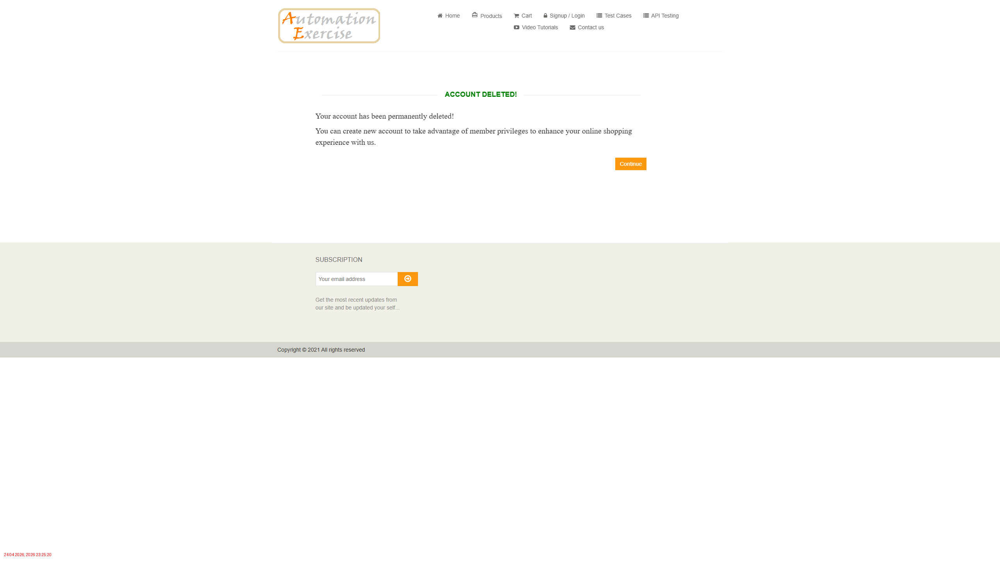 Automation
Exercise
Home Products Cart Signup / Login Test Cases API Testing
Video Tutorials Contact us
ACCOUNT DELETED!
Your account has been permanently deleted!
You can create new account to take advantage of member privileges to enhance your online shopping
experience with us.
Continue
SUBSCRIPTION
Your email address
Get the most recent updates from
our site and be updated your self...
Copyright © 2021 All rights reserved
24 04 2026, 2026 23:25:20